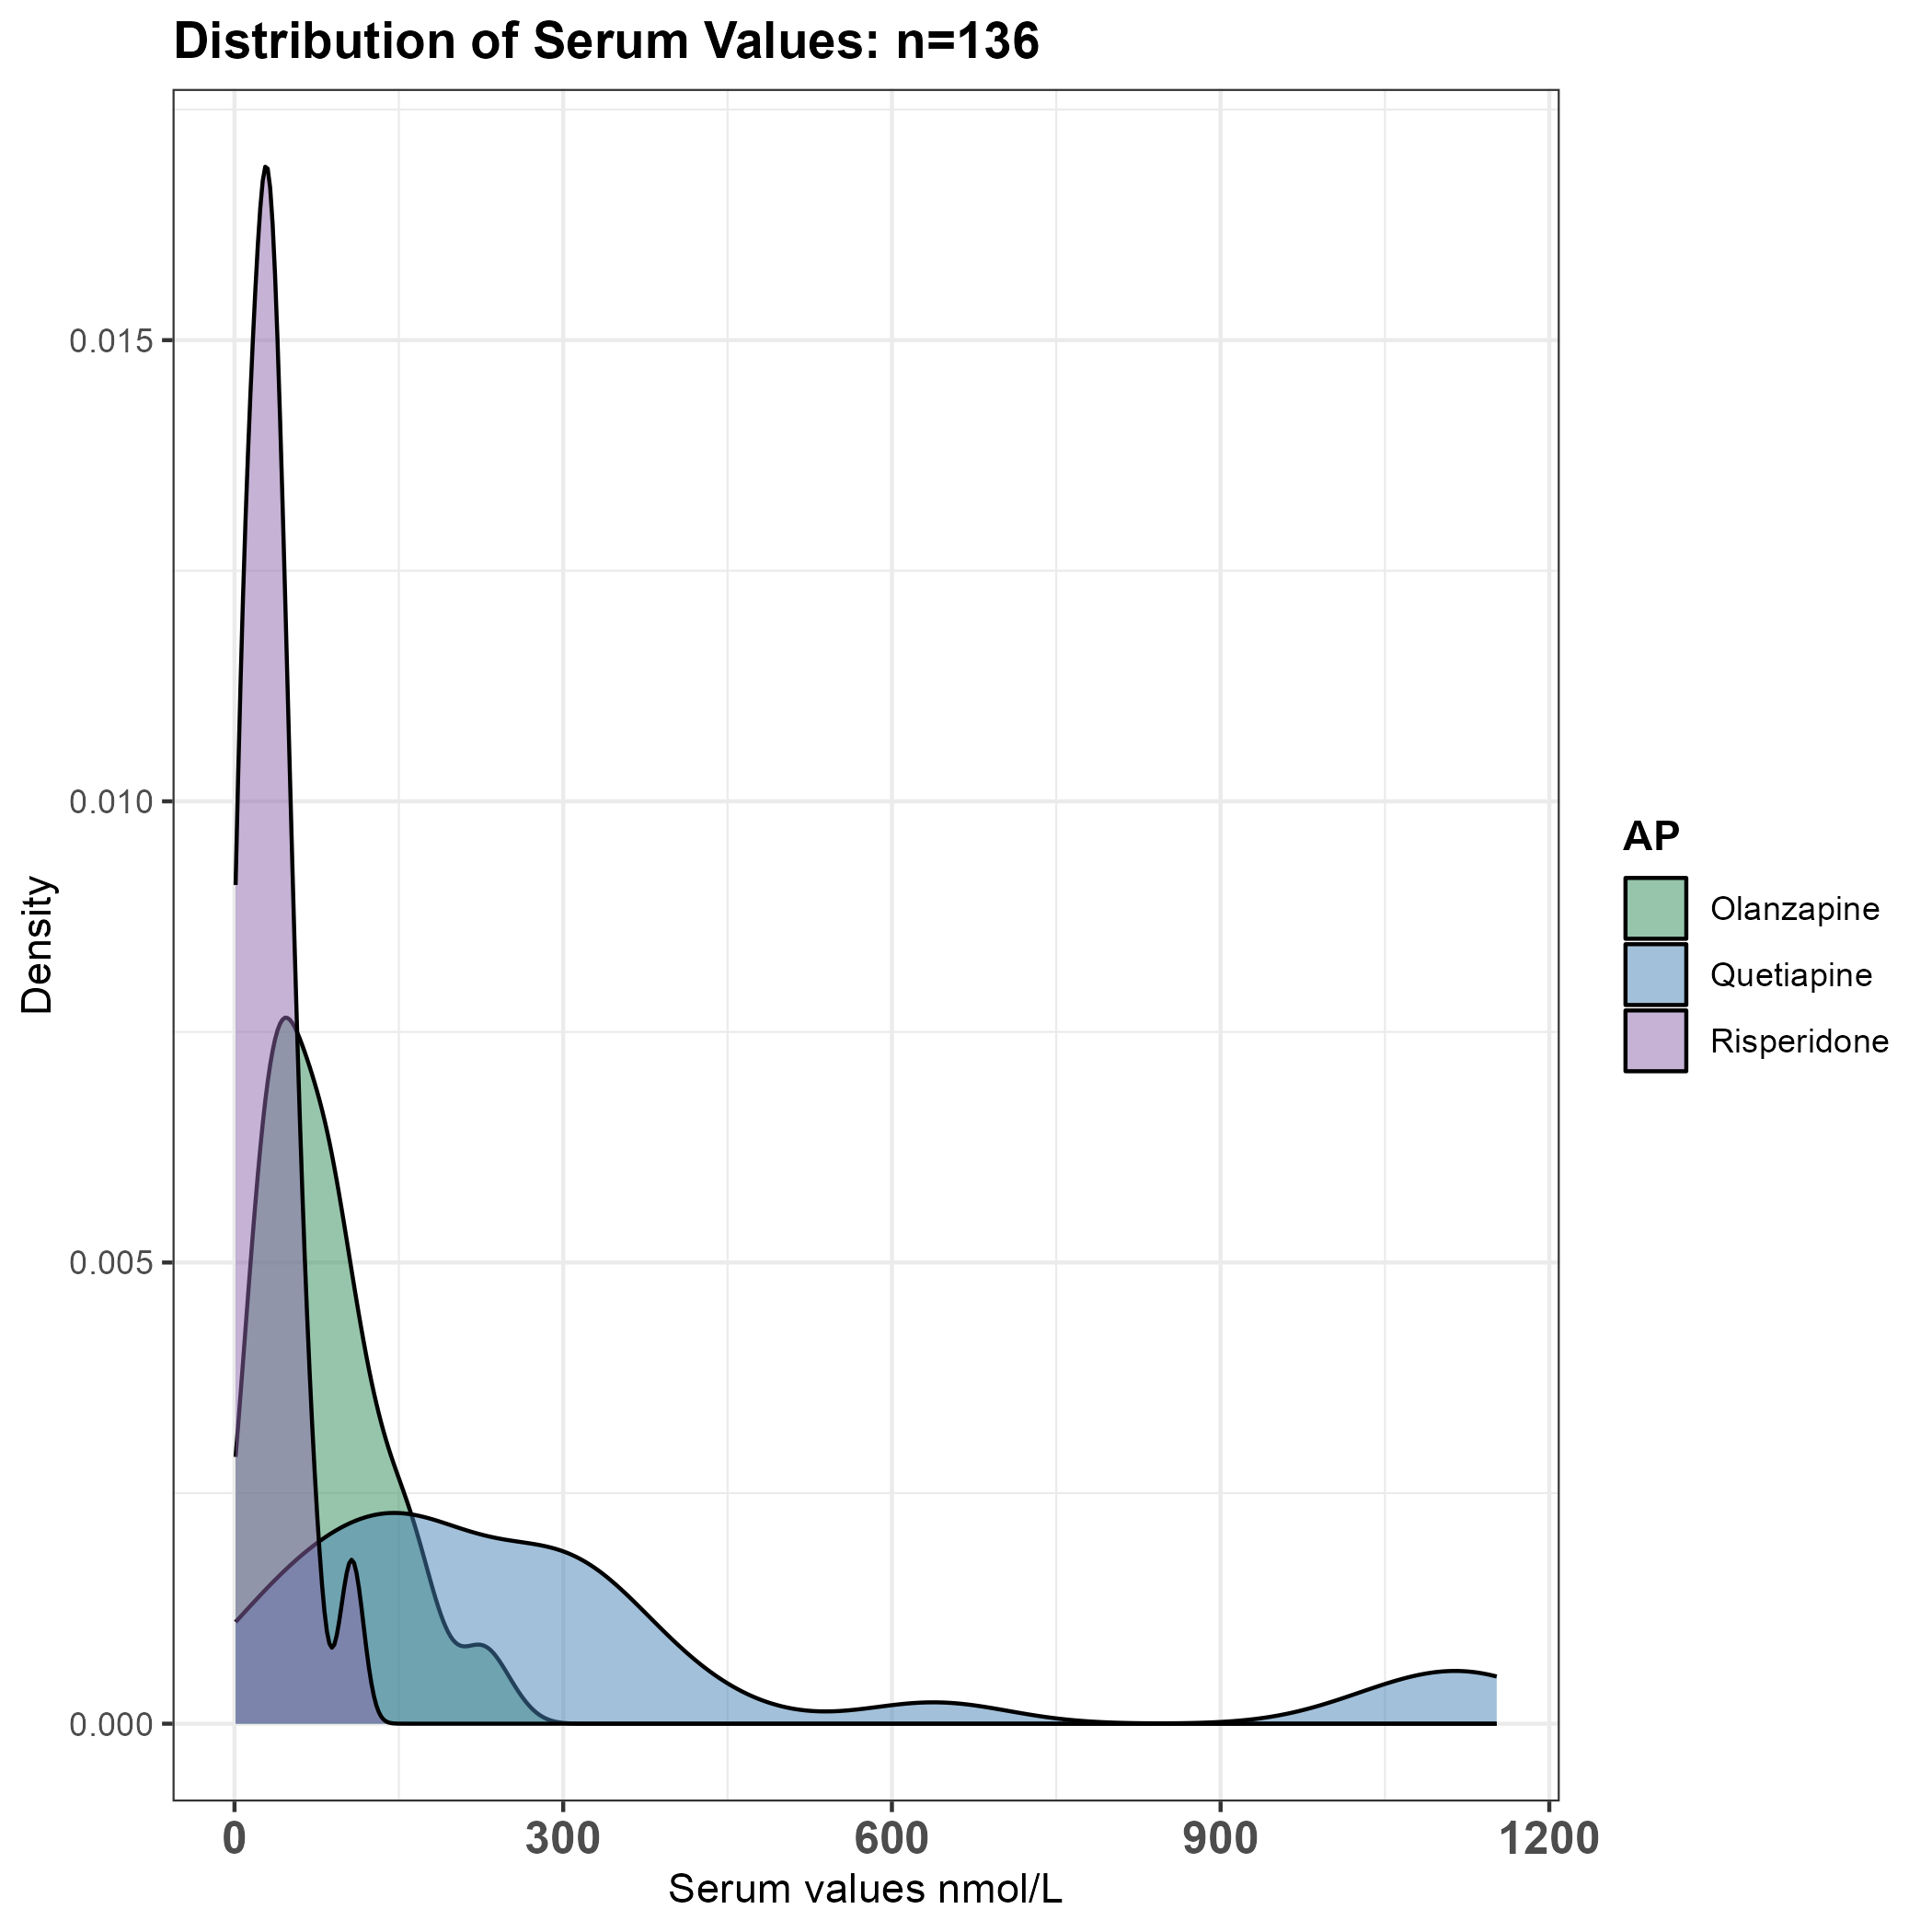 Distribution of Serum Values: n=136
0.015
0.010
0.005
0.000
Density
0 300 600 900 1200
Serum values nmol/L
AP
Olanzapine
Quetiapine
Risperidone